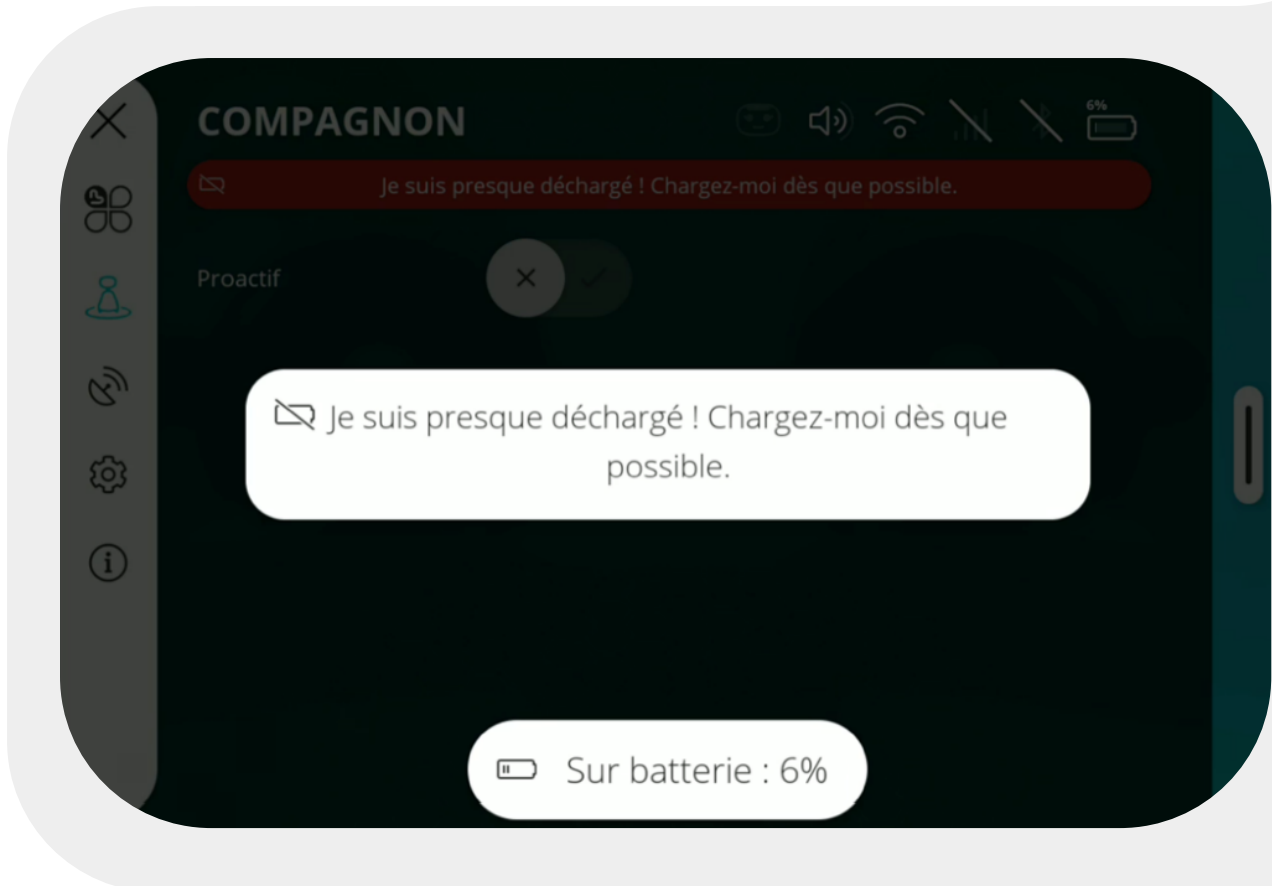 COMPAGNON
6%
Je suis presque déchargé ! Chargez-moi dès que possible.
Proactif
Je suis presque déchargé ! Chargez-moi dès que
possible.
Sur batterie : 6%